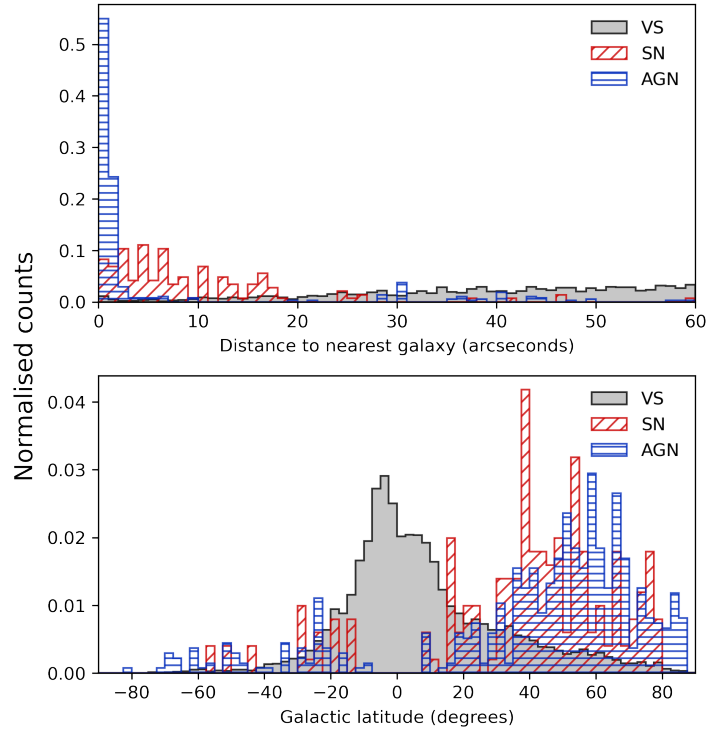 0.5
0.4
0.3
0.2
0.1
0.0
VS
SN
AGN
0 10 20 30 40 50 60
Distance to nearest galaxy (arcseconds)
Normalised counts
0.04
0.03
0.02
0.01
0.00
VS
SN
AGN
−80 −60 −40 −20 0 20 40 60 80
Galactic latitude (degrees)